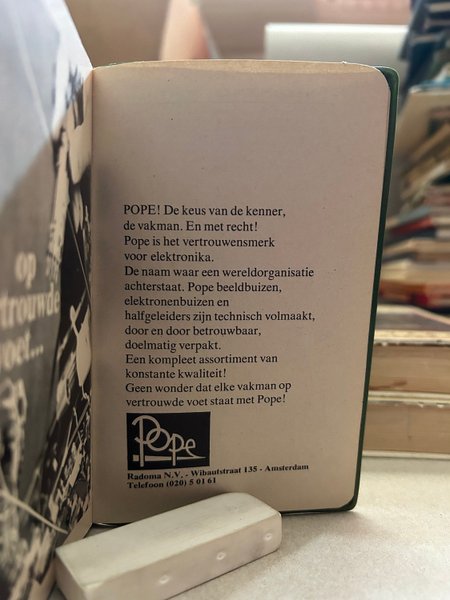 op
vertrouwde
voet...
POPE! De keus van de kenner,
de vakman. En met recht!
Pope is het vertrouwensmerk
voor elektronika.
De naam waar een wereldorganisatie
achterstaat. Pope beeldbuizen,
elektronenbuizen en
halfgeleiders zijn technisch volmaakt,
door en door betrouwbaar,
doelmatig verpakt.
Een kompleet assortiment van
konstante kwaliteit!
Geen wonder dat elke vakman op
vertrouwde voet staat met Pope!
Pope
Radoma N.V. - Wibautstraat 135 - Amsterdam
Telefoon (020) 5 01 61